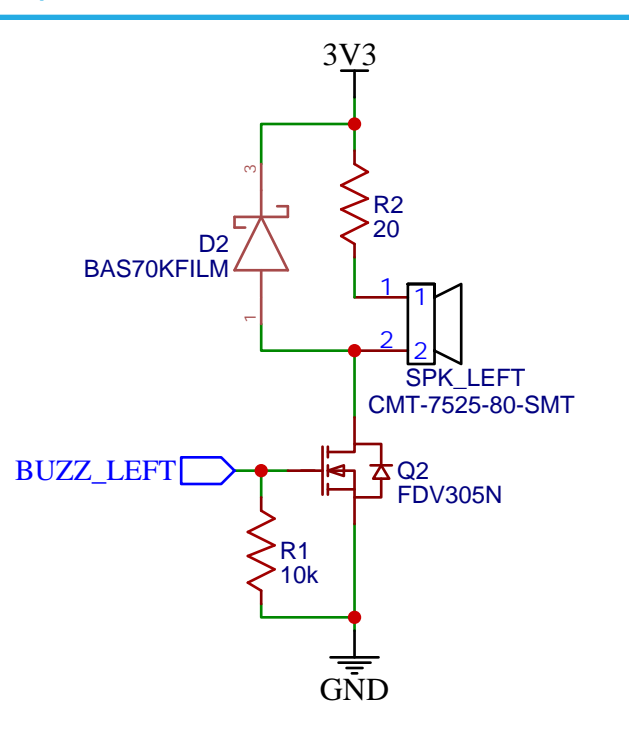 3V3
3
R2
20
D2
BAS70KFILM
1
1
1
2
2
SPK_LEFT
CMT-7525-80-SMT
BUZZ_LEFT
Q2
FDV305N
R1
10k
GND